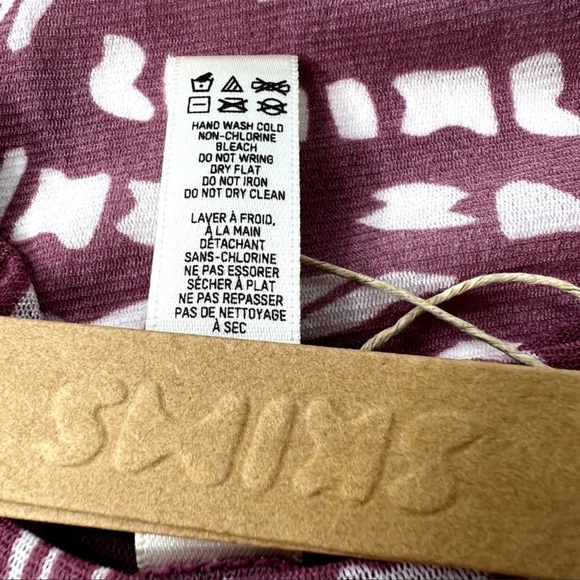 HAND WASH COLD
NON-CHLORINE
BLEACH
DO NOT WRING
DRY FLAT
DO NOT IRON
DO NOT DRY CLEAN
LAVER À FROID,
À LA MAIN
DÉTACHANT
SANS-CHLORINE
NE PAS ESSORER
SÉCHER À PLAT
NE PAS REPASSER
PAS DE NETTOYAGE
À SEC